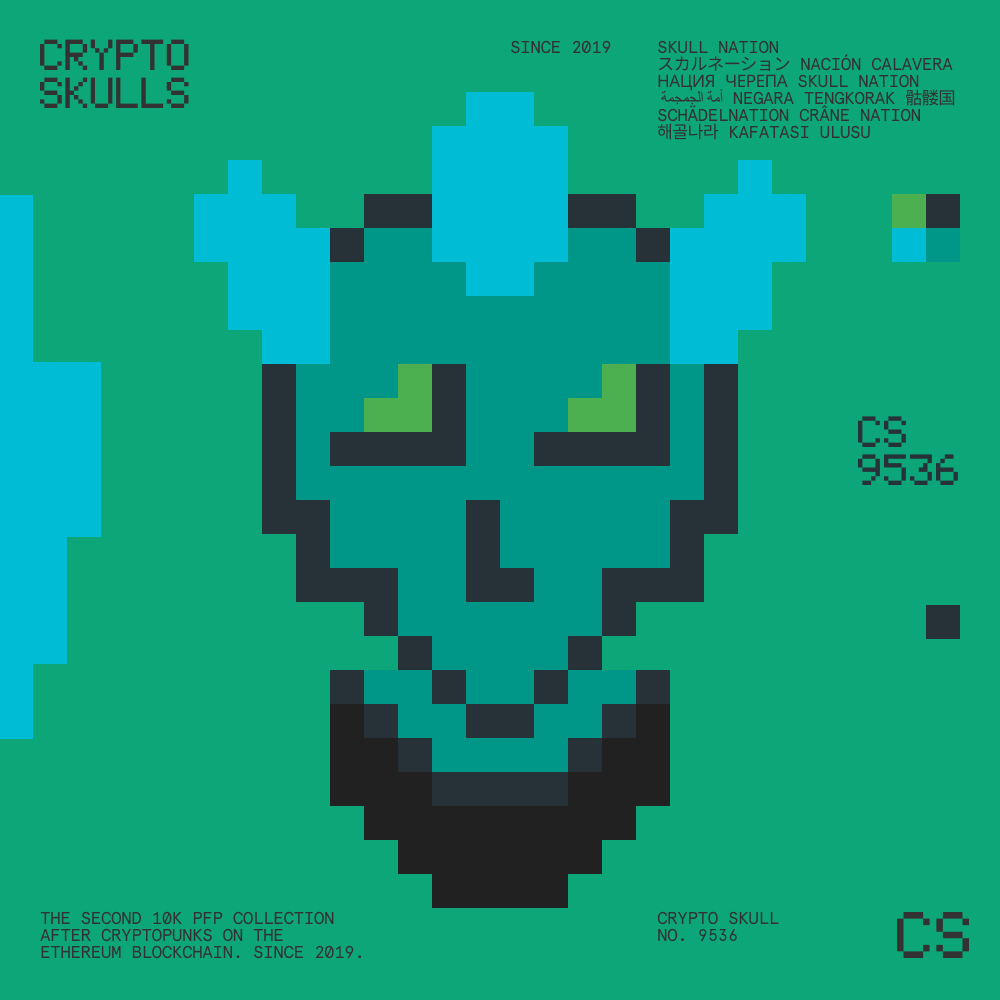 CRYPTO
SKULLS
SINCE 2019
SKULL NATION
スカルネーション NACIÓN CALAVERA
НАЦИЯ ЧЕРЕПА SKULL NATION
أمة الجمجمة NEGARA TENGKORAK 骷髅国
SCHÄDELNATION CRÂNE NATION
해골나라 KAFATASI ULUSU
CS
9536
THE SECOND 10K PFP COLLECTION
AFTER CRYPTOPUNKS ON THE
ETHEREUM BLOCKCHAIN. SINCE 2019.
CRYPTO SKULL
NO. 9536
CS